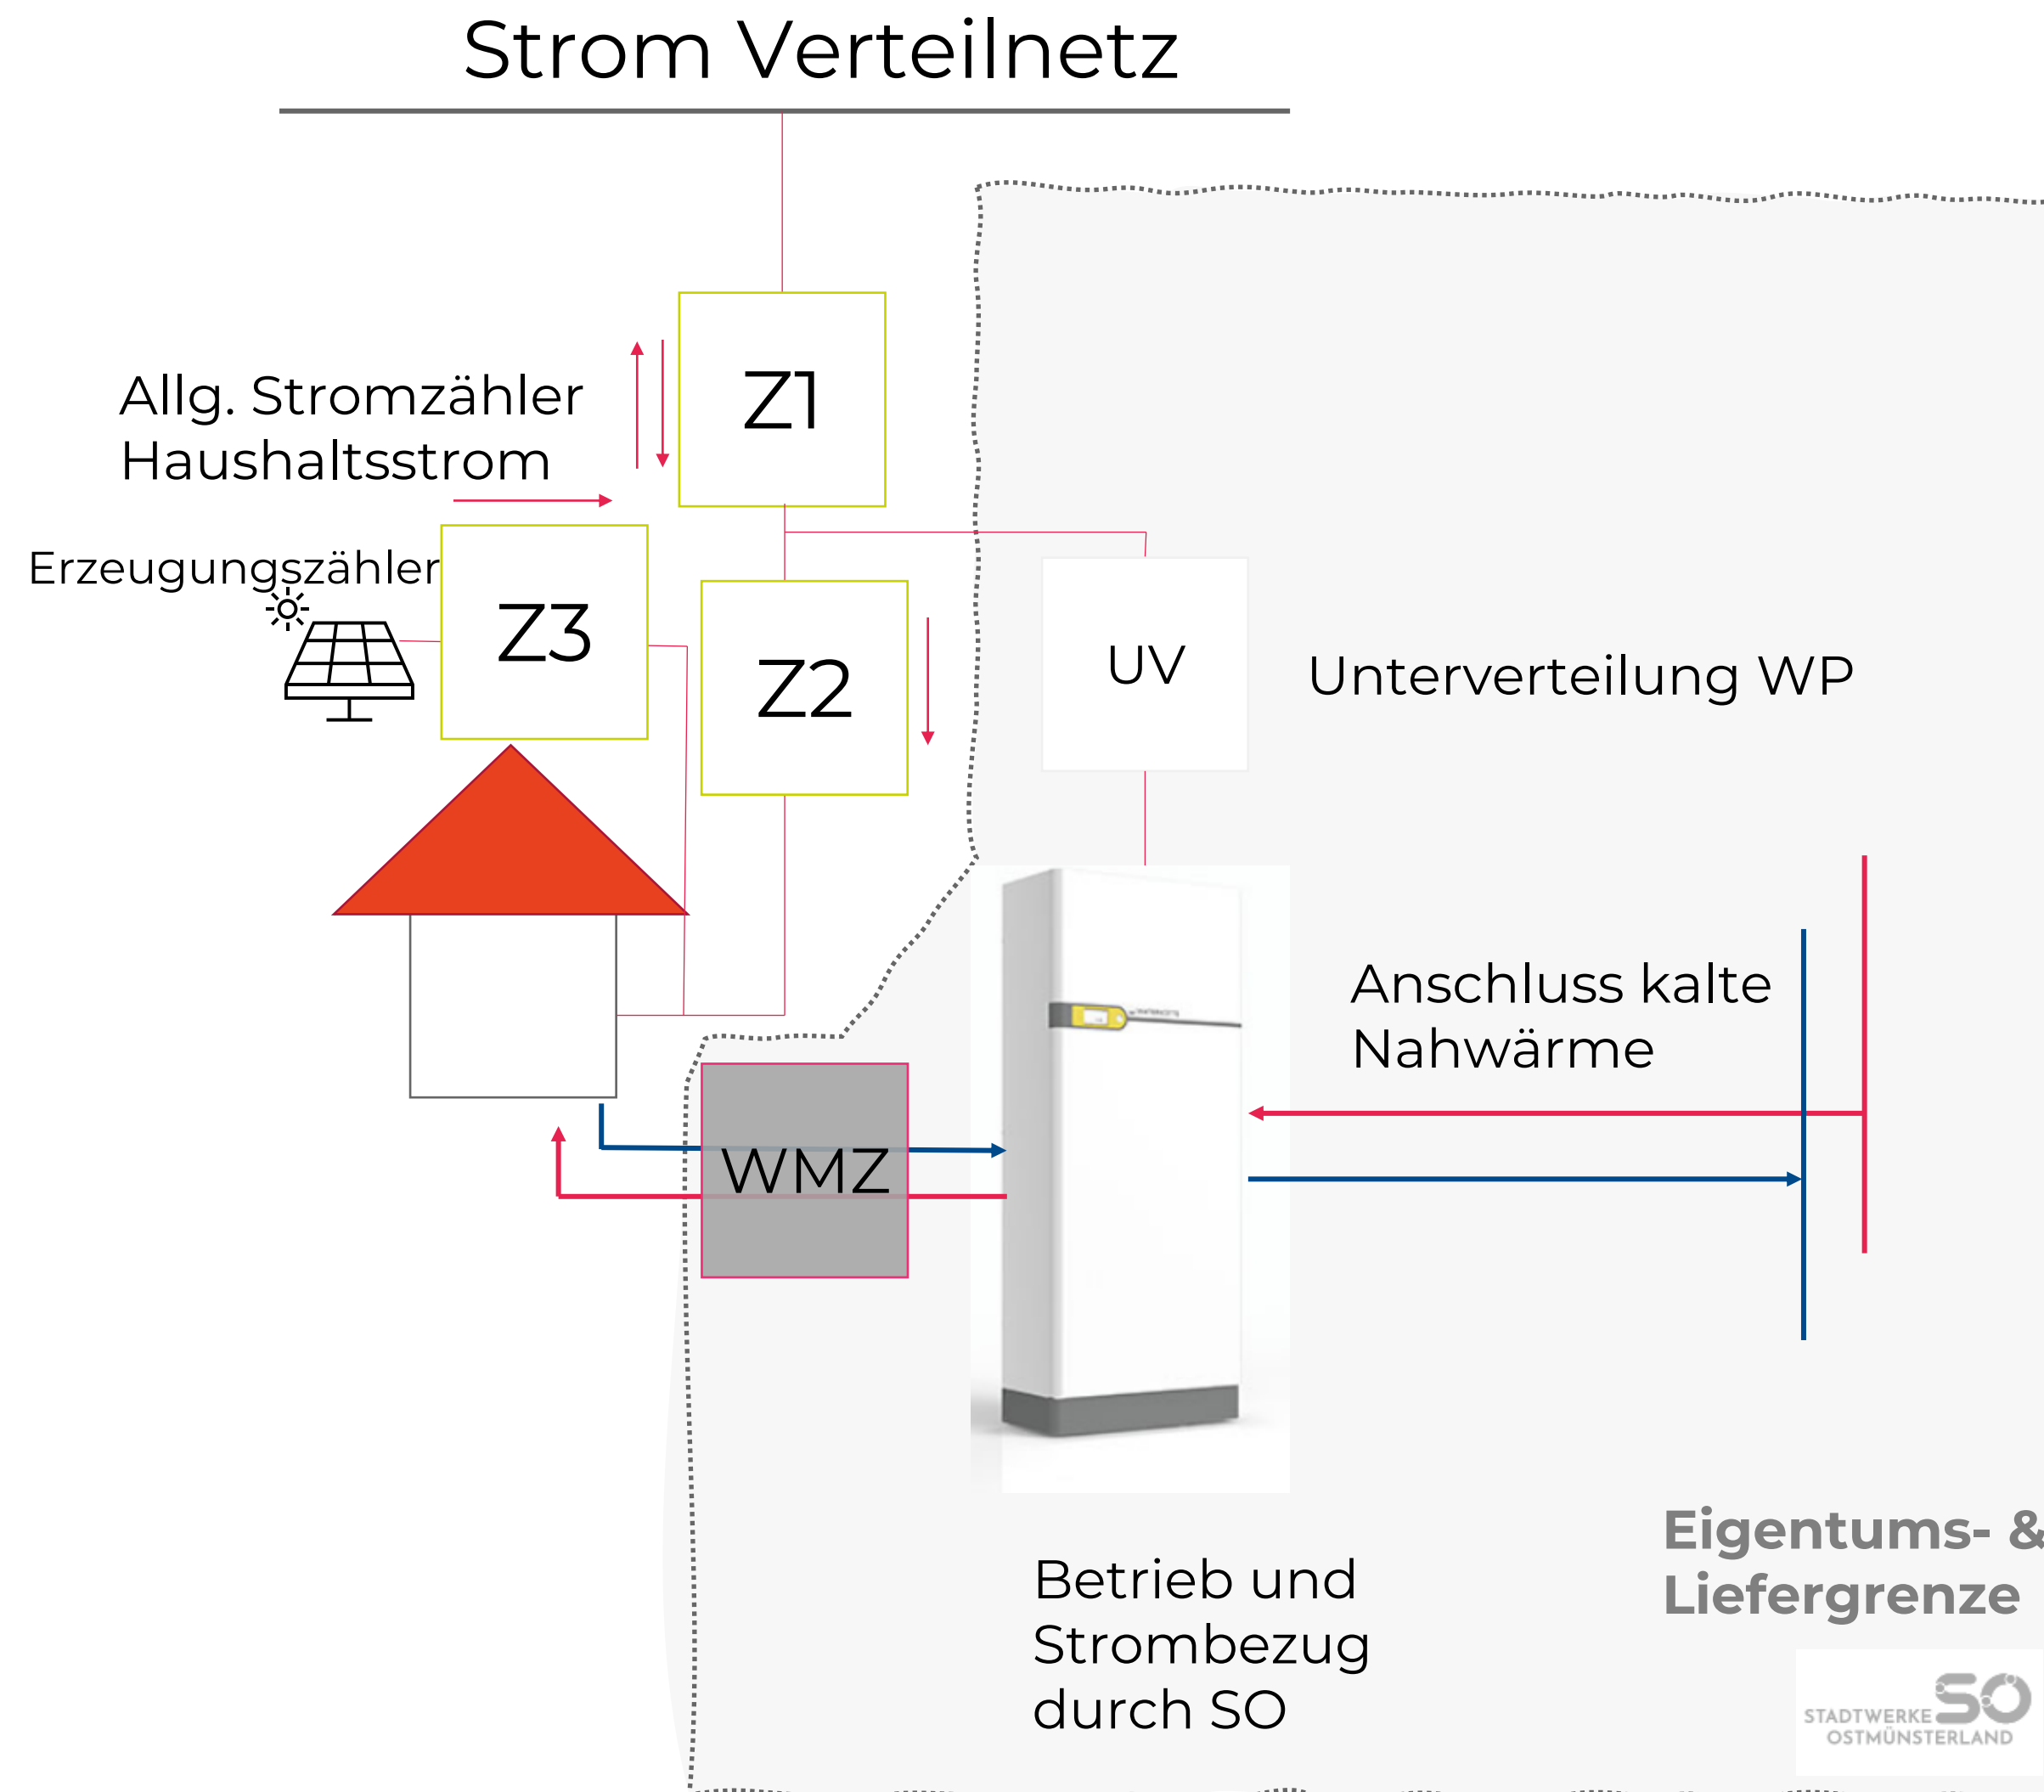 Strom Verteilnetz
Z1
Allg. Stromzähler
Haushaltsstrom
Erzeugungszähler
Z3
Z2
UV
Unterverteilung WP
Anschluss kalte
Nahwärme
WMZ
Eigentums- &
Liefergrenze
Betrieb und
Strombezug
durch SO
SO
STADTWERKE
OSTMÜNSTERLAND